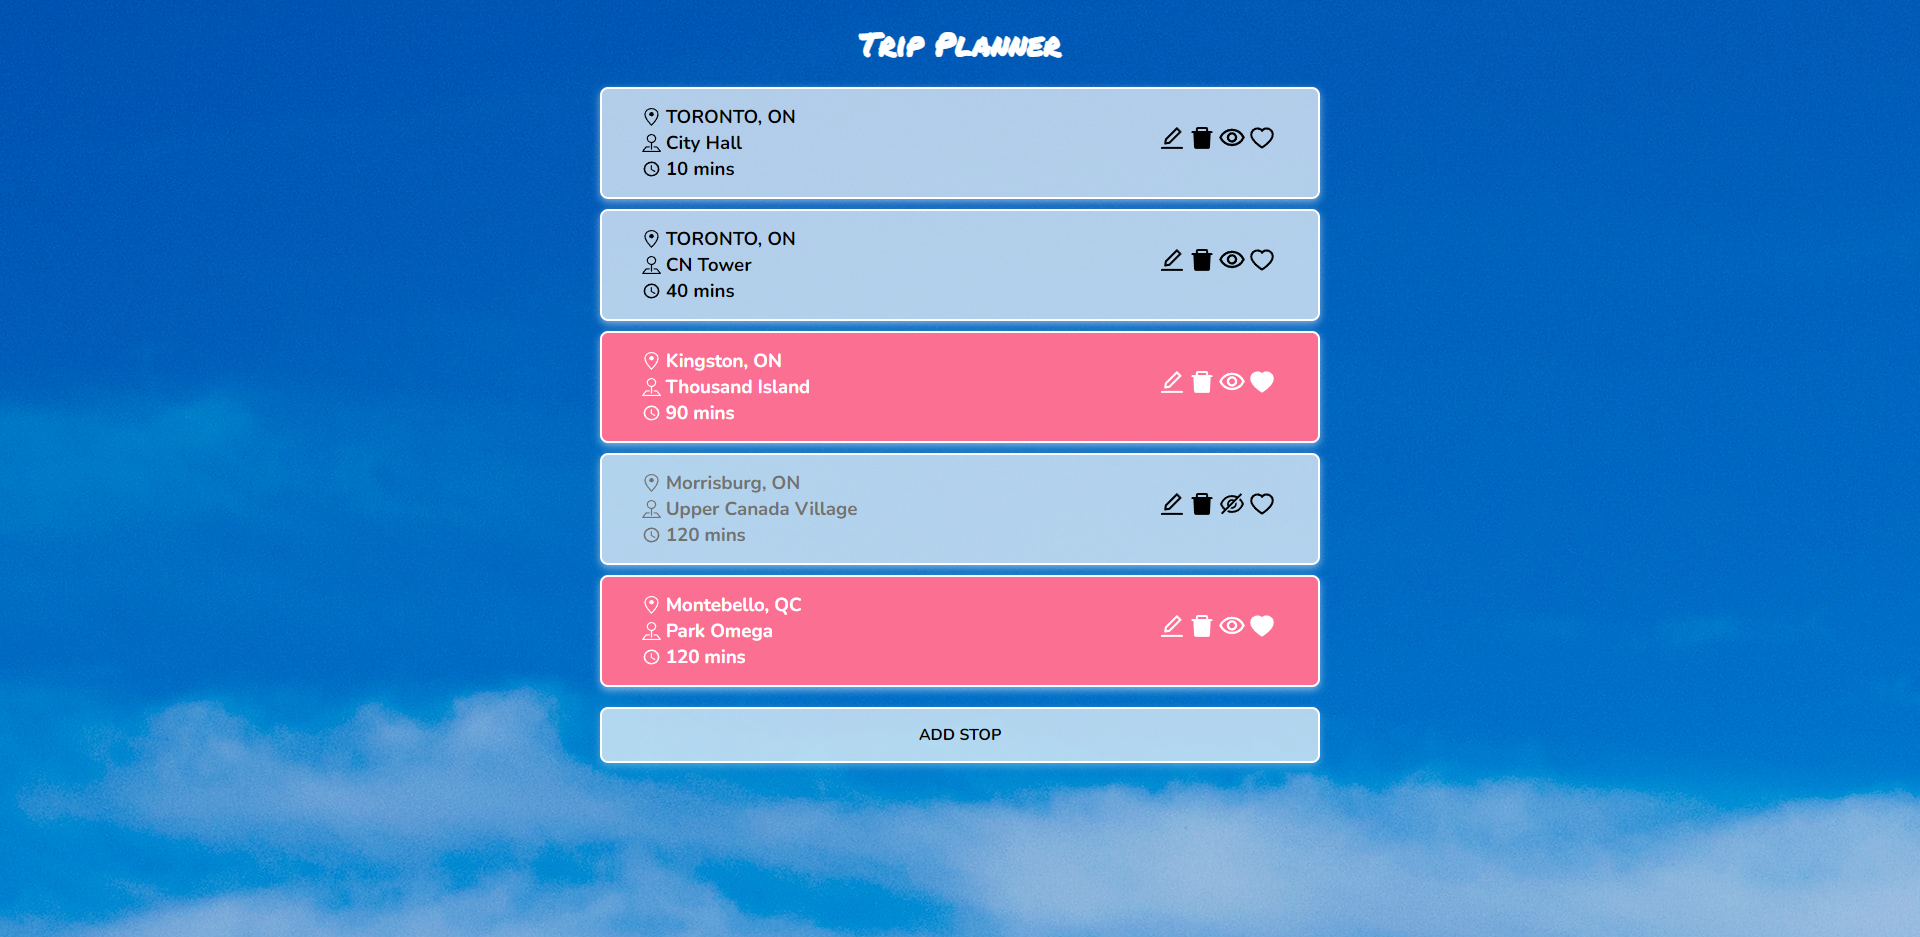 Trip Planner
TORONTO, ON
City Hall
10 mins
TORONTO, ON
CN Tower
40 mins
Kingston, ON
Thousand Island
90 mins
Morrisburg, ON
Upper Canada Village
120 mins
Montebello, QC
Park Omega
120 mins
ADD STOP